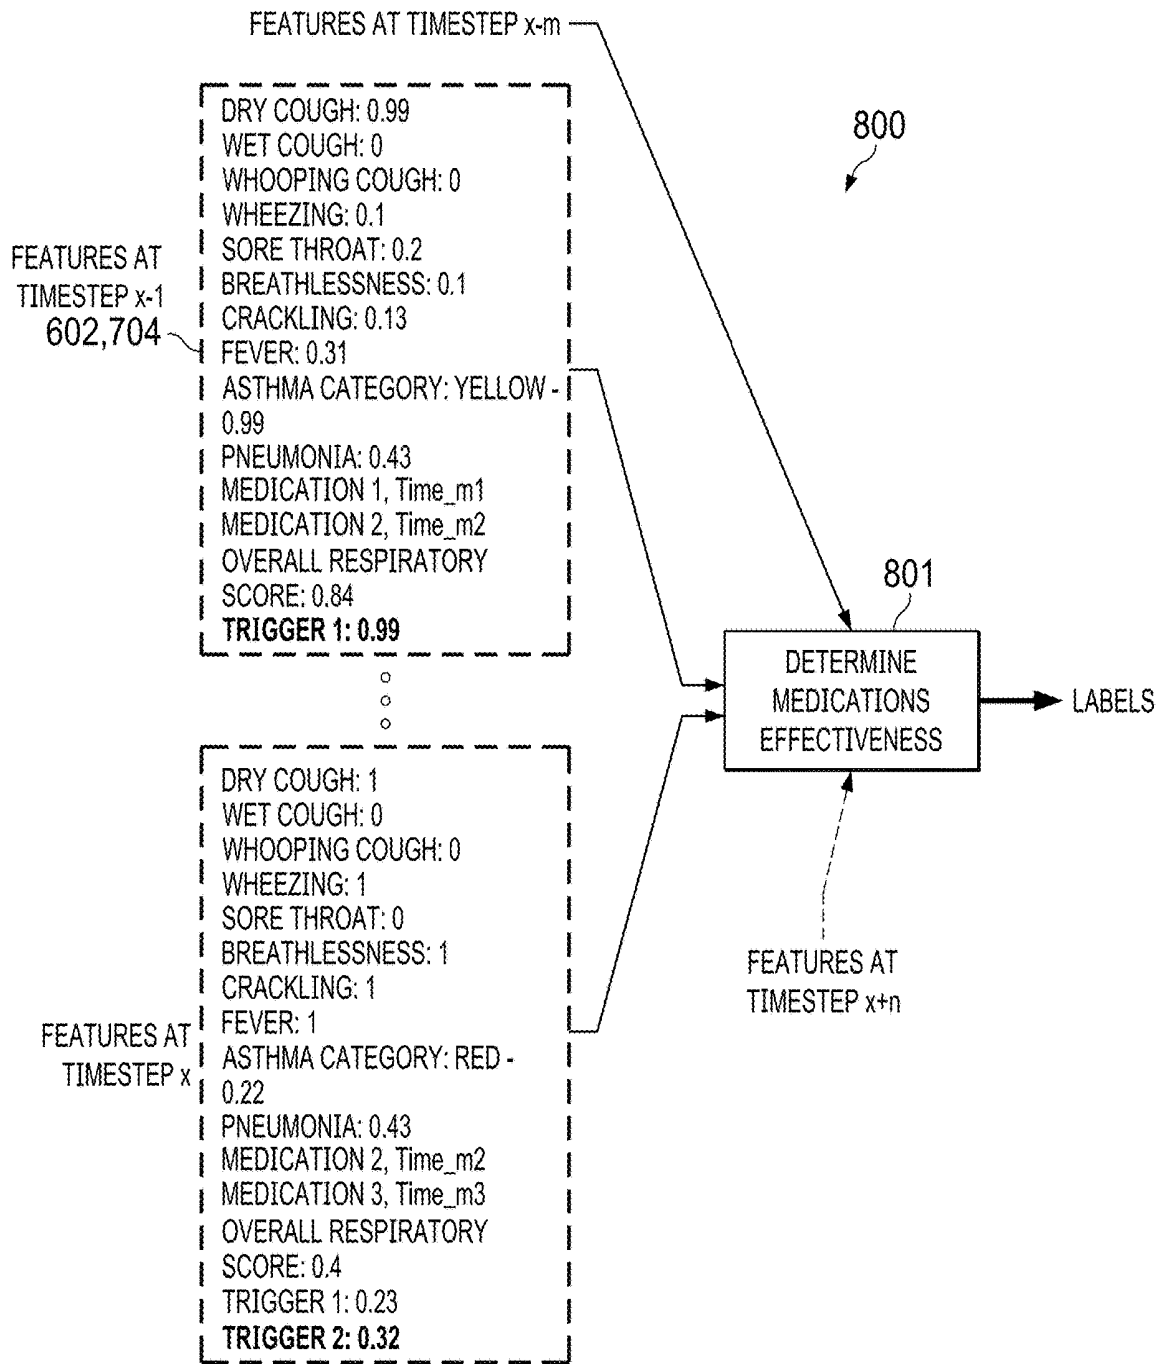 FEATURES AT TIMESTEP x-m
800
DRY COUGH: 0.99
WET COUGH: 0
WHOOPING COUGH: 0
WHEEZING: 0.1
SORE THROAT: 0.2
BREATHLESSNESS: 0.1
CRACKLING: 0.13
FEVER: 0.31
ASTHMA CATEGORY: YELLOW -
0.99
PNEUMONIA: 0.43
MEDICATION 1, Time_m1
MEDICATION 2, Time_m2
OVERALL RESPIRATORY
SCORE: 0.84
TRIGGER 1: 0.99
FEATURES AT
TIMESTEP x-1
602,704
801
DETERMINE
MEDICATIONS
EFFECTIVENESS
LABELS
DRY COUGH: 1
WET COUGH: 0
WHOOPING COUGH: 0
WHEEZING: 1
SORE THROAT: 0
BREATHLESSNESS: 1
CRACKLING: 1
FEVER: 1
ASTHMA CATEGORY: RED -
0.22
PNEUMONIA: 0.43
MEDICATION 2, Time_m2
MEDICATION 3, Time_m3
OVERALL RESPIRATORY
SCORE: 0.4
TRIGGER 1: 0.23
TRIGGER 2: 0.32
FEATURES AT
TIMESTEP x
FEATURES AT
TIMESTEP x+n